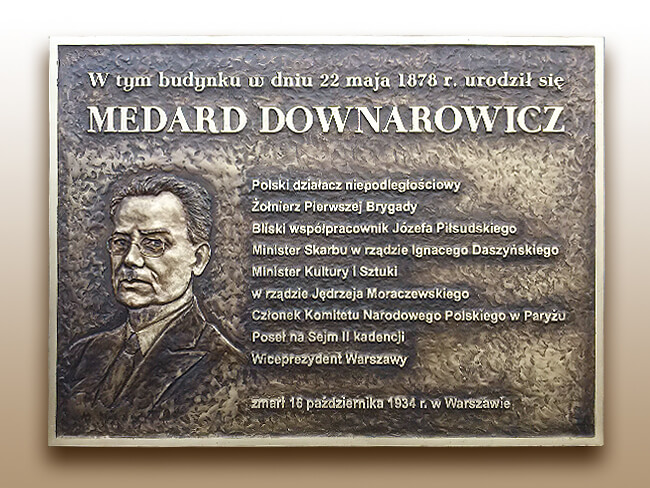 W tym budynku w dniu 22 maja 1878 r. urodził się
MEDARD DOWNAROWICZ
Polski działacz niepodległościowy
Żołnierz Pierwszej Brygady
Bliski współpracownik Józefa Piłsudskiego
Minister Skarbu w rządzie Ignacego Daszyńskiego
Minister Kultury i Sztuki
w rządzie Jędrzeja Moraczewskiego
Członek Komitetu Narodowego Polskiego w Paryżu
Poseł na Sejm II kadencji
Wiceprezydent Warszawy
zmarł 16 października 1934 r. w Warszawie